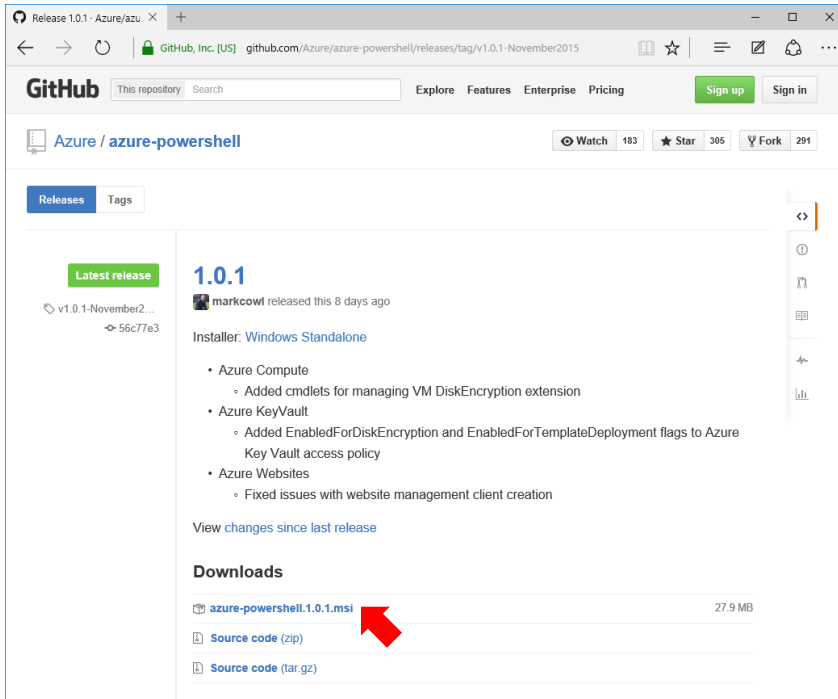 Release 1.0.1 · Azure/azu
GitHub, Inc. [US] github.com/Azure/azure-powershell/releases/tag/v1.0.1-November2015
GitHub This repository Search Explore Features Enterprise Pricing Sign up Sign in
Azure / azure-powershell Watch 183 Star 305 Fork 291
Releases Tags
Latest release
v1.0.1-November2...
56c77e3
1.0.1
markcowl released this 8 days ago
Installer: Windows Standalone
• Azure Compute
◦ Added cmdlets for managing VM DiskEncryption extension
• Azure KeyVault
◦ Added EnabledForDiskEncryption and EnabledForTemplateDeployment flags to Azure
Key Vault access policy
• Azure Websites
◦ Fixed issues with website management client creation
View changes since last release
Downloads
azure-powershell.1.0.1.msi 27.9 MB
Source code (zip)
Source code (tar.gz)